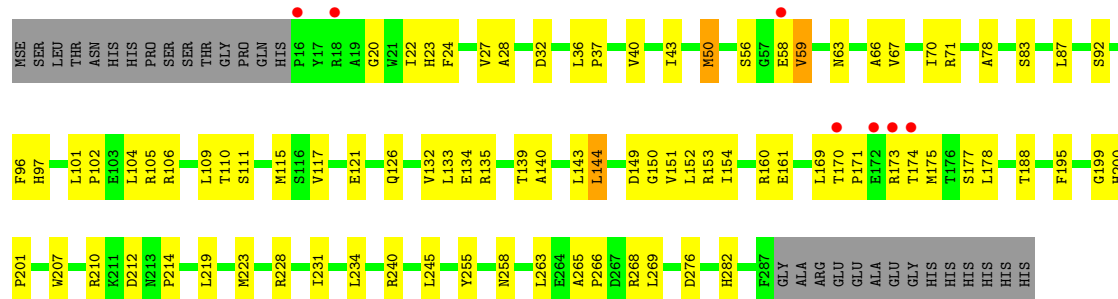 MSE SER LEU THR ASN HIS HIS PRO SER SER THR GLY PRO GLN HIS P16 Y17 R18 A19 G20 W21 I22 H23 F24 V27 A28 D32 L36 P37 V40 I43 M50 S56 G57 E58 V59 N63 A66 V67 I70 R71 A78 S83 L87 S92
F96 H97 L101 P102 E103 L104 R105 R106 L109 T110 S111 M115 S116 V117 E121 Q126 V132 L133 E134 R135 T139 A140 L143 L144 D149 G150 V151 L152 R153 I154 R160 E161 L169 T170 P171 E172 R173 T174 M175 T176 S177 L178 T188 F195 G199 H200
P201 W207 R210 K211 D212 N213 P214 L219 M223 R228 I231 L234 R240 L245 Y255 N258 L263 E264 A265 P266 D267 R268 L269 D276 H282 F287 GLY ALA ARG GLU GLU ALA GLU GLY HIS HIS HIS HIS HIS HIS